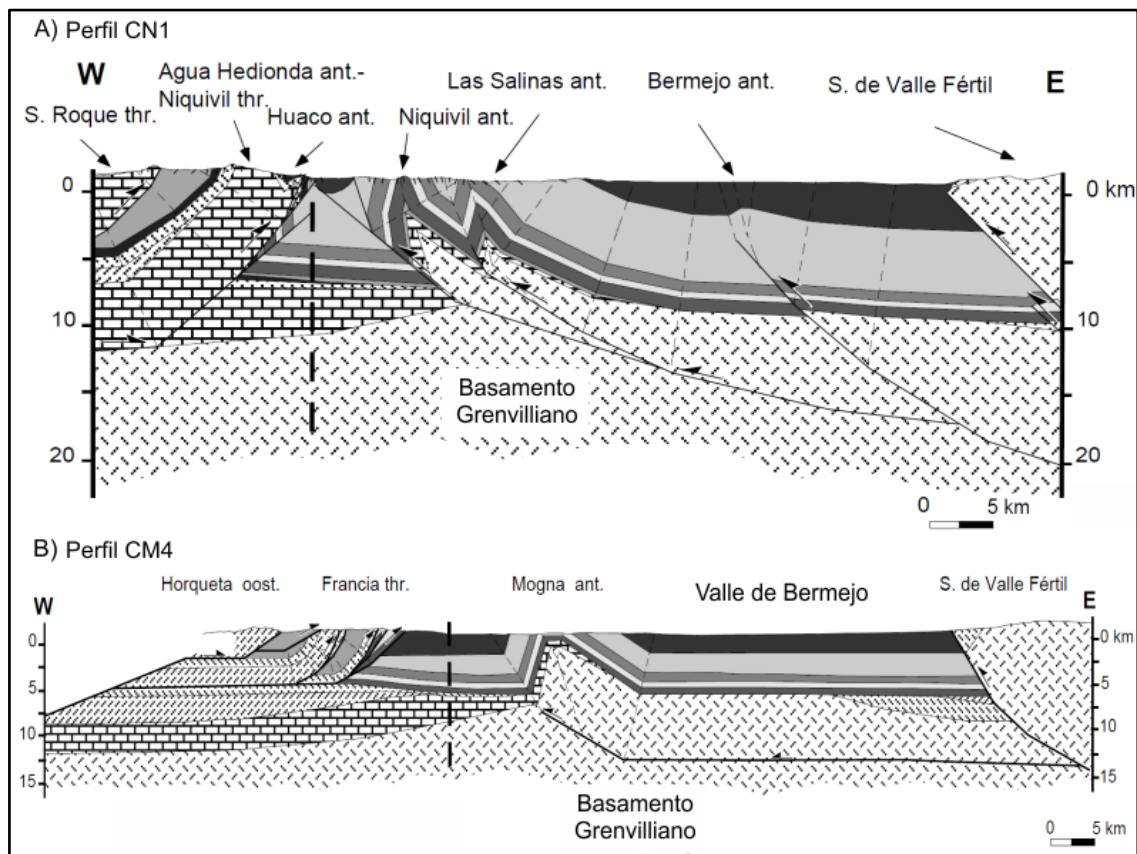 A) Perfil CN1
W
Agua Hedionda ant.-
Niquivil thr.
S. Roque thr.
Huaco ant.
Niquivil ant.
Las Salinas ant.
Bermejo ant.
S. de Valle Fértil
E
0
10
20
0 km
10
20
Basamento
Grenvilliano
0 5 km
B) Perfil CM4
Horqueta oost.
Francia thr.
Mogna ant.
Valle de Bermejo
S. de Valle Fértil
W
E
0
5
10
15
0 km
5
10
15
Basamento
Grenvilliano
0 5 km